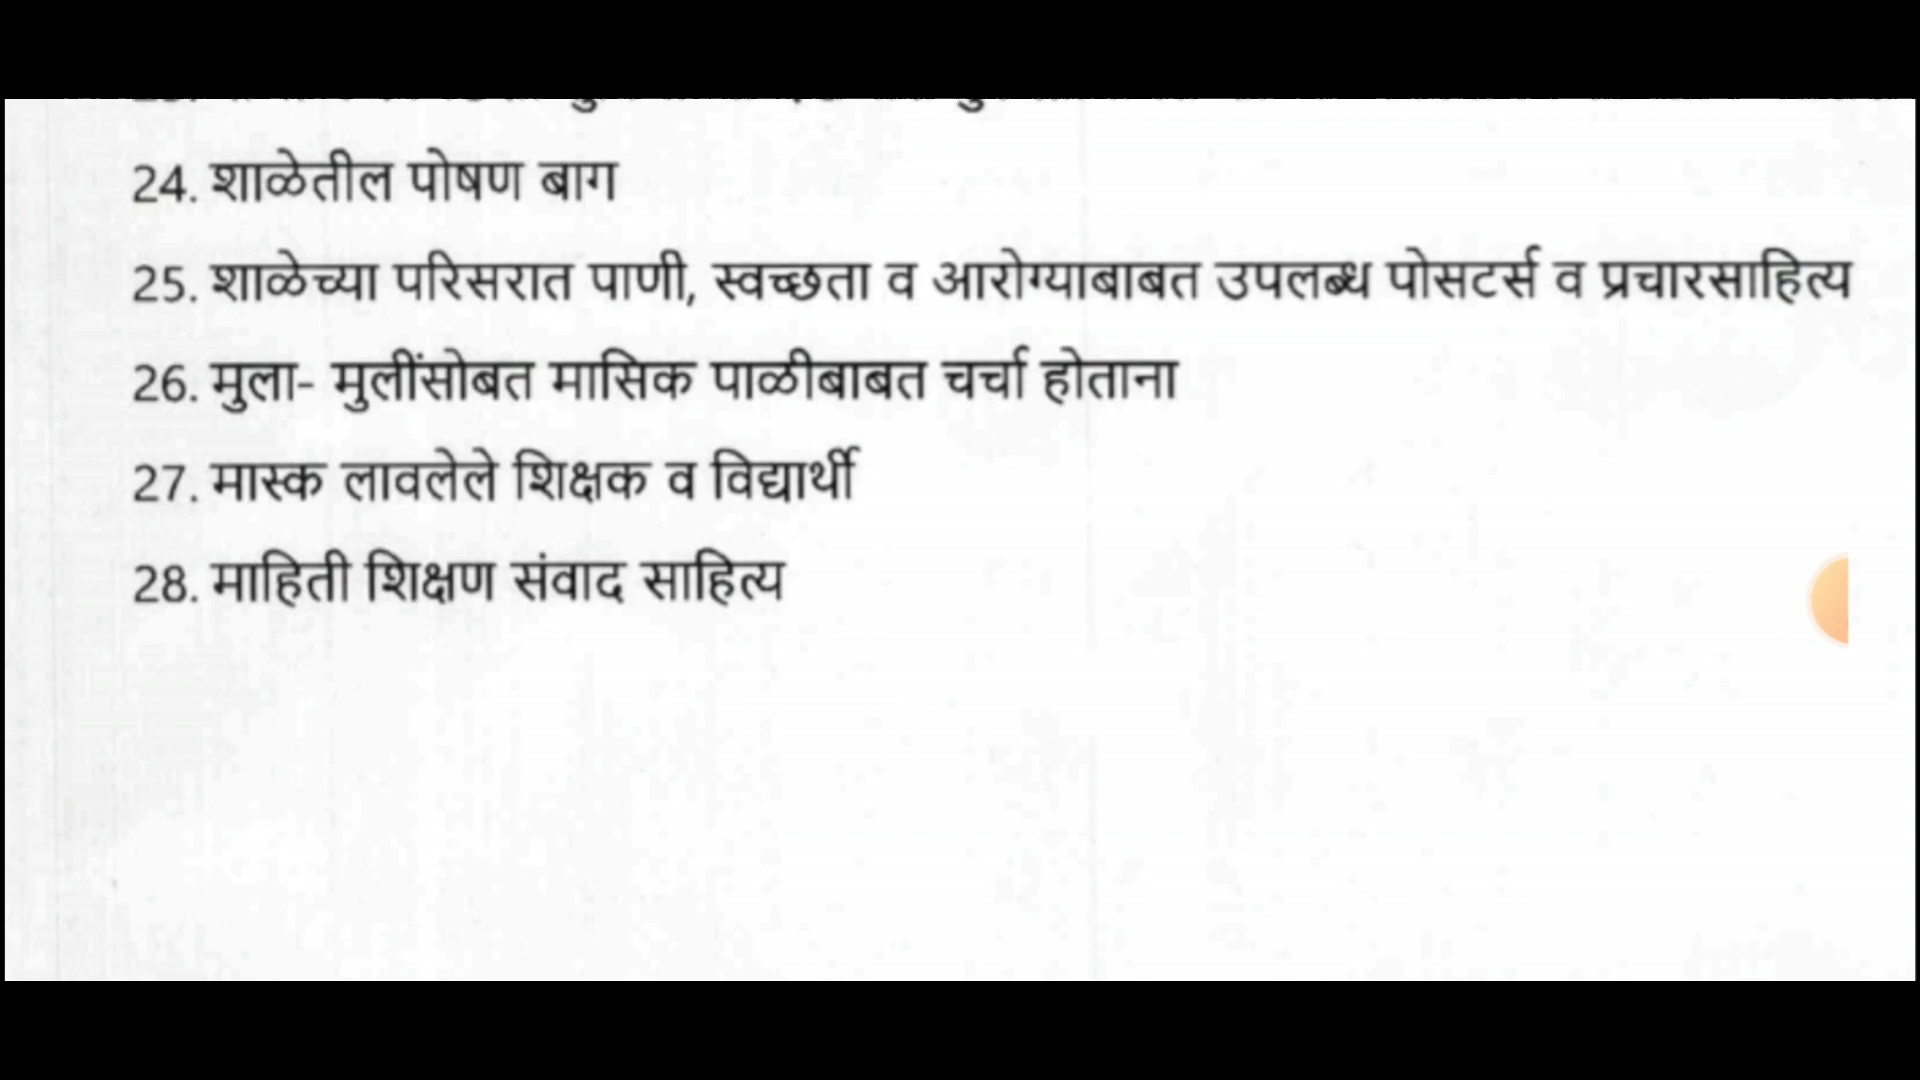 24. शाळेतील पोषण बाग
25. शाळेच्या परिसरात पाणी, स्वच्छता व आरोग्याबाबत उपलब्ध पोसटर्स व प्रचारसाहित्य
26. मुला- मुलींसोबत मासिक पाळीबाबत चर्चा होताना
27. मास्क लावलेले शिक्षक व विद्यार्थी
28. माहिती शिक्षण संवाद साहित्य